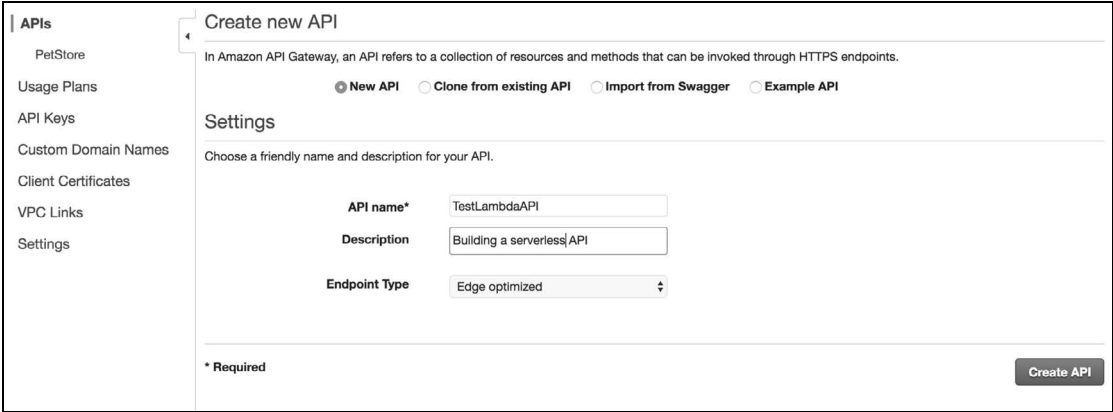 APIs
PetStore
Usage Plans
API Keys
Custom Domain Names
Client Certificates
VPC Links
Settings
Create new API
In Amazon API Gateway, an API refers to a collection of resources and methods that can be invoked through HTTPS endpoints.
New API Clone from existing API Import from Swagger Example API
Settings
Choose a friendly name and description for your API.
API name* TestLambdaAPI
Description Building a serverless API
Endpoint Type Edge optimized
* Required
Create API